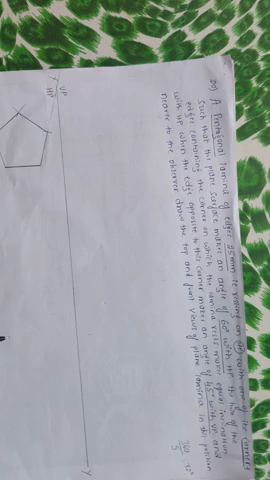 Q1) A Pentagonal lamina of edges 25mm is resting on HP with one of its corners
Such that the plane surface makes an angle of 60° with HP. the two of the
edges containing the corner on which the lamina rests make equal inclination
with HP. When the edge opposite to this corner makes an angle of 45° with VP and
nearer to the observer draw the top and front views of plane lamina in this position
360/5 = 72°
X VP
HP
Y